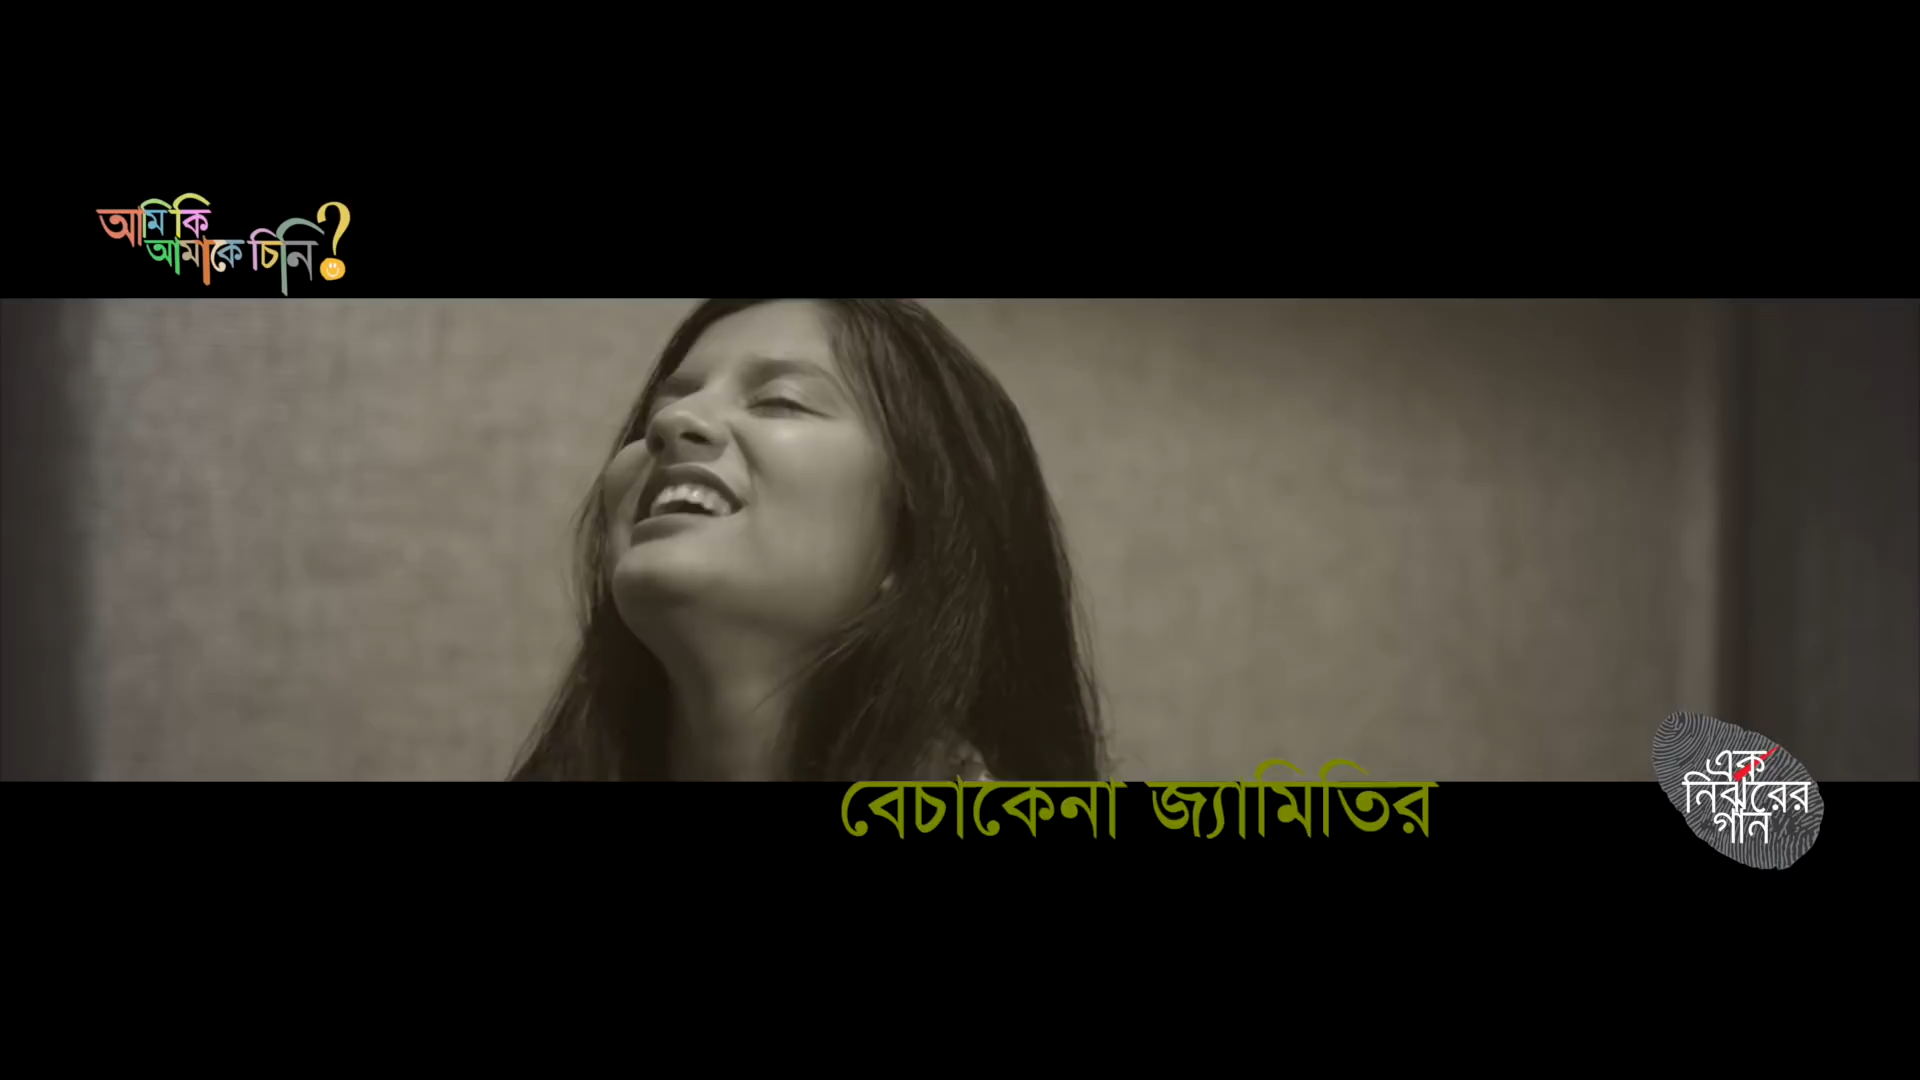 আমি কি
আমাকে চিনি?
বেচাকেনা জ্যামিতির
এক
নির্ঝরের
গান